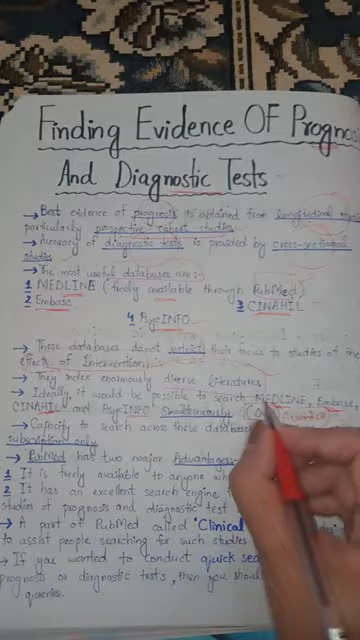 Finding Evidence OF Progno
And Diagnostic Tests
→ Best evidence of prognosis is obtained from longitudinal
particularly prospective cohort studies
→ Accuracy of diagnostic tests is provided by cross-sectional
studies
→ The most useful databases are:-
1 MEDLINE (freely available through PubMed)
2 Embase 3 CINAHIL
4 PsycINFO
→ These databases do not restrict their focus to studies of the
effects of Intervention
→ They index enormously diverse literatures
→ Ideally, it would be possible to search MEDLINE, Embase,
CINAHIL and PsycINFO Simultaneously
→ Capacity to search across these databases
subscription only
→ PubMed has two major Advantages:
1 It is freely available to anyone
2 It has an excellent search engine
studies of prognosis and diagnostic test
→ A part of PubMed called 'Clinical
to assist people searching for such studies
→ If you wanted to conduct quick sea
prognosis or diagnostic tests, then you shou
queries.